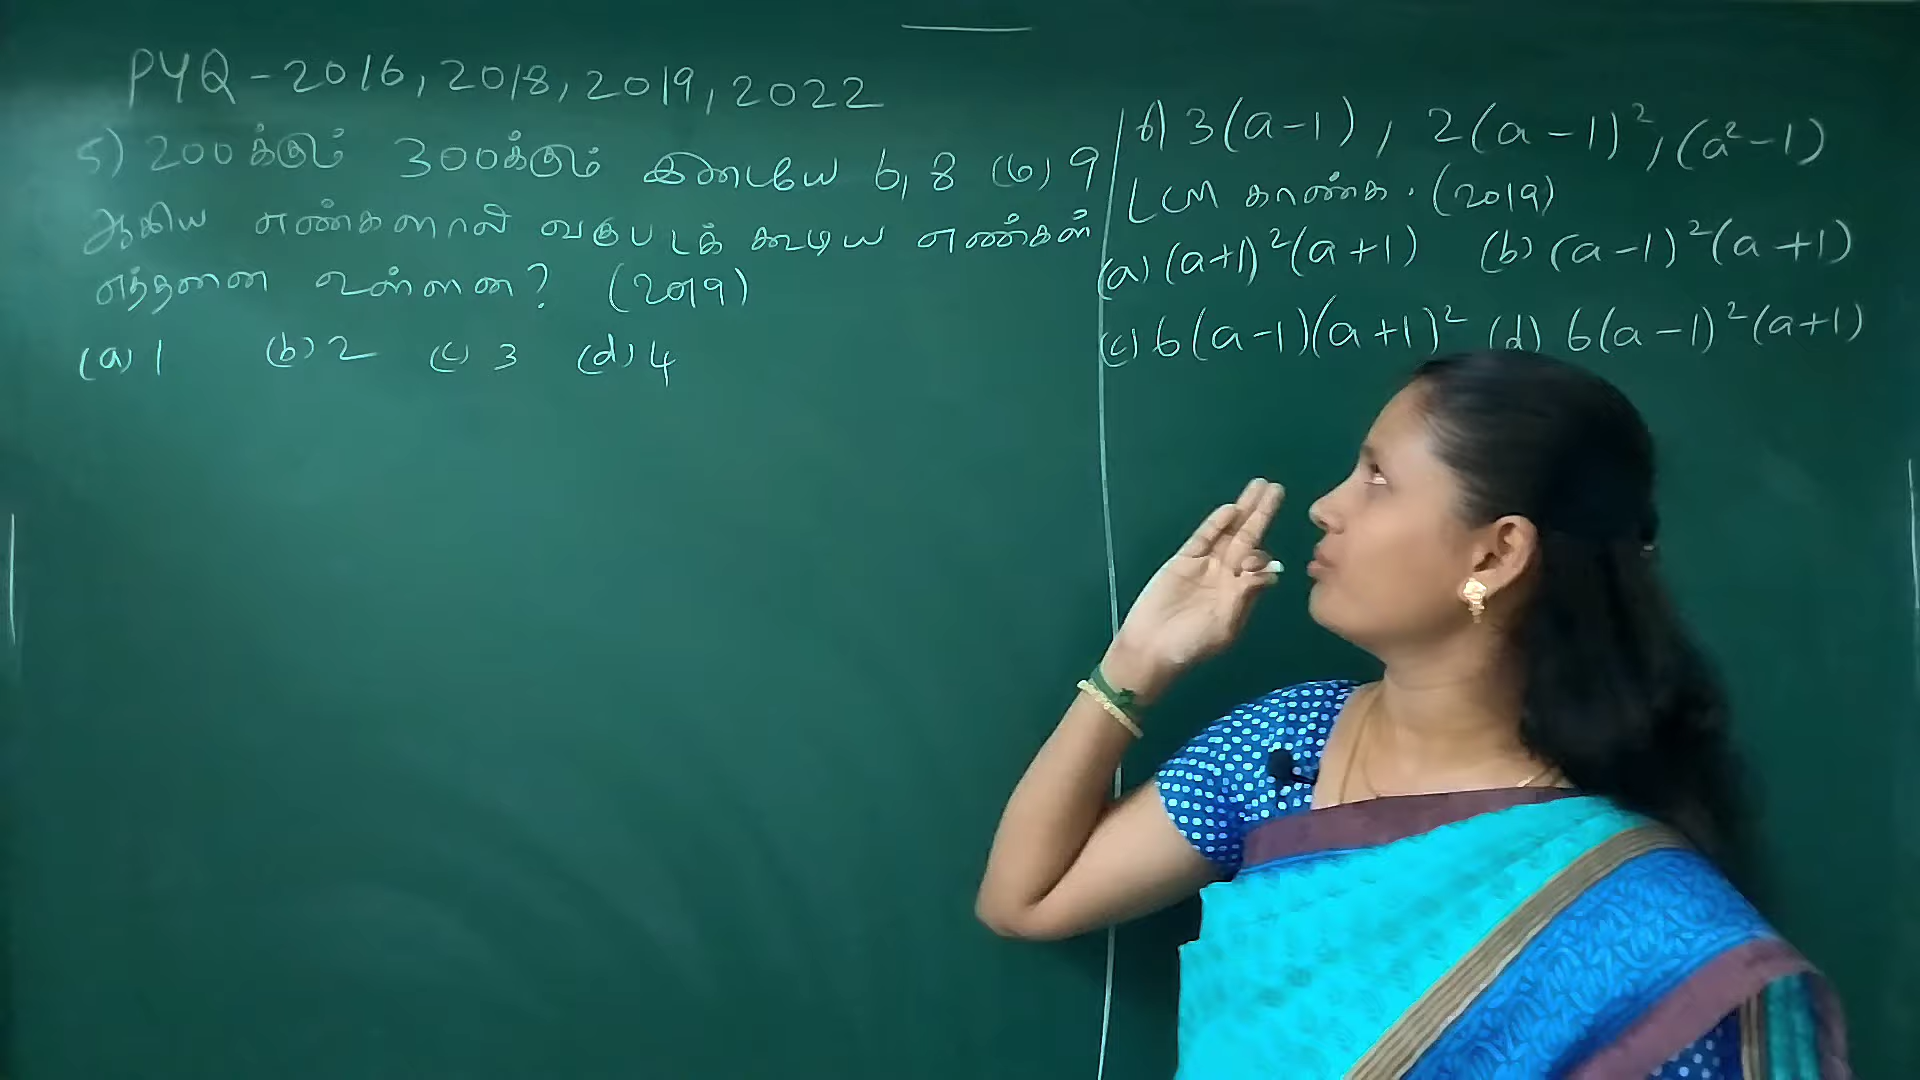 PYQ - 2016, 2018, 2019, 2022
5) 200க்கும் 300க்கும் இடையே 6, 8 (ம) 9
ஆகிய எண்களால் வகுபடக் கூடிய எண்கள்
எத்தனை உள்ளன? (2019)
(a) 1 (b) 2 (c) 3 (d) 4
6) 3(a-1), 2(a-1)², (a²-1)
LCM காண்க. (2019)
(a) (a+1)²(a+1) (b) (a-1)²(a+1)
(c) 6(a-1)(a+1)² (d) 6(a-1)²(a+1)